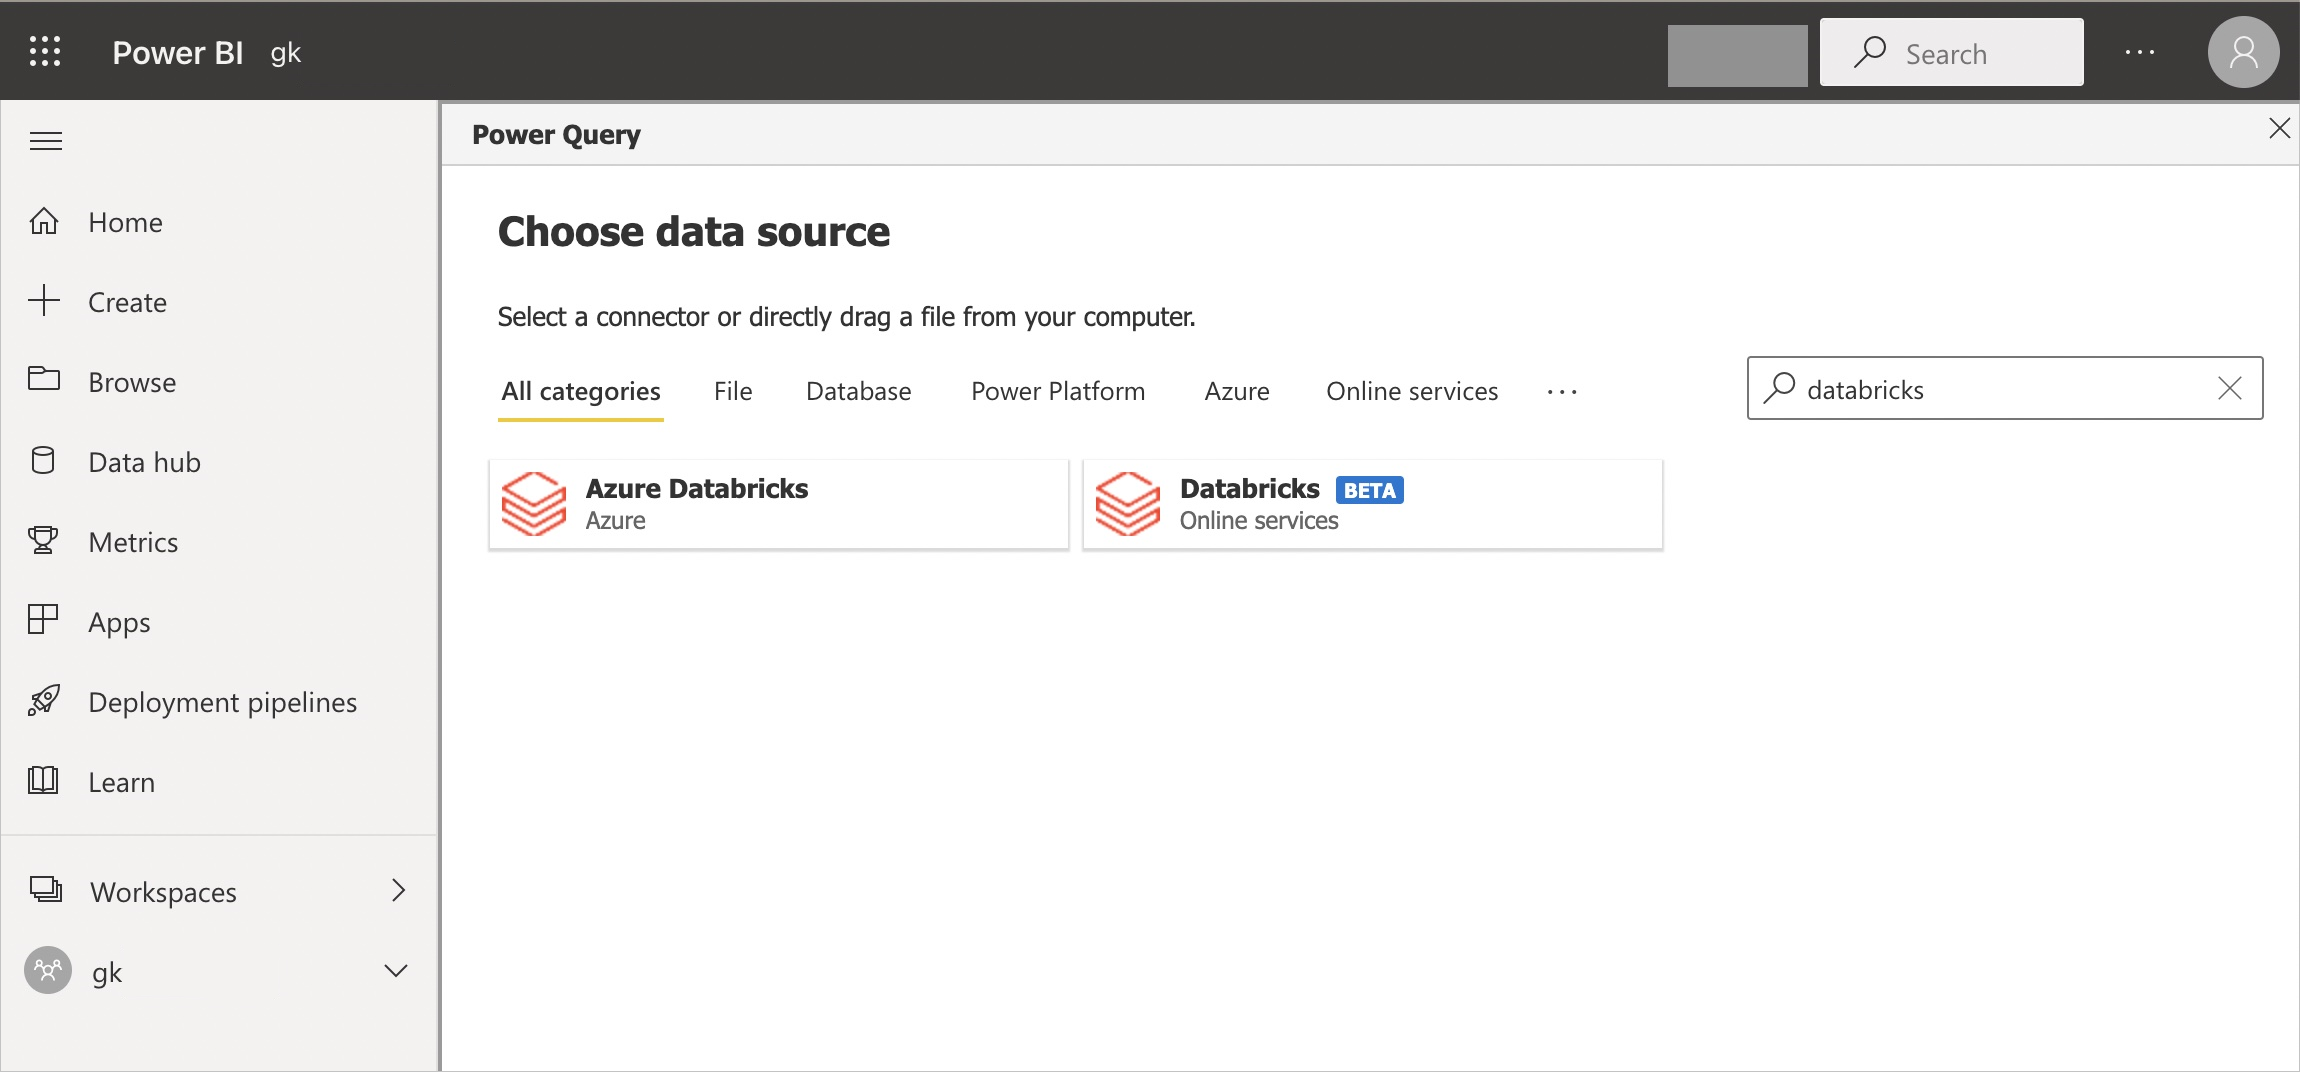 Power BI gk
Search
Power Query
Home
Create
Browse
Data hub
Metrics
Apps
Deployment pipelines
Learn
Workspaces
gk
Choose data source
Select a connector or directly drag a file from your computer.
All categories File Database Power Platform Azure Online services
databricks
Azure Databricks
Azure
Databricks BETA
Online services